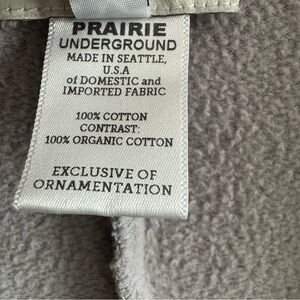 PRAIRIE
UNDERGROUND
MADE IN SEATTLE,
U.S.A
of DOMESTIC and
IMPORTED FABRIC
100% COTTON
CONTRAST:
100% ORGANIC COTTON
EXCLUSIVE OF
ORNAMENTATION